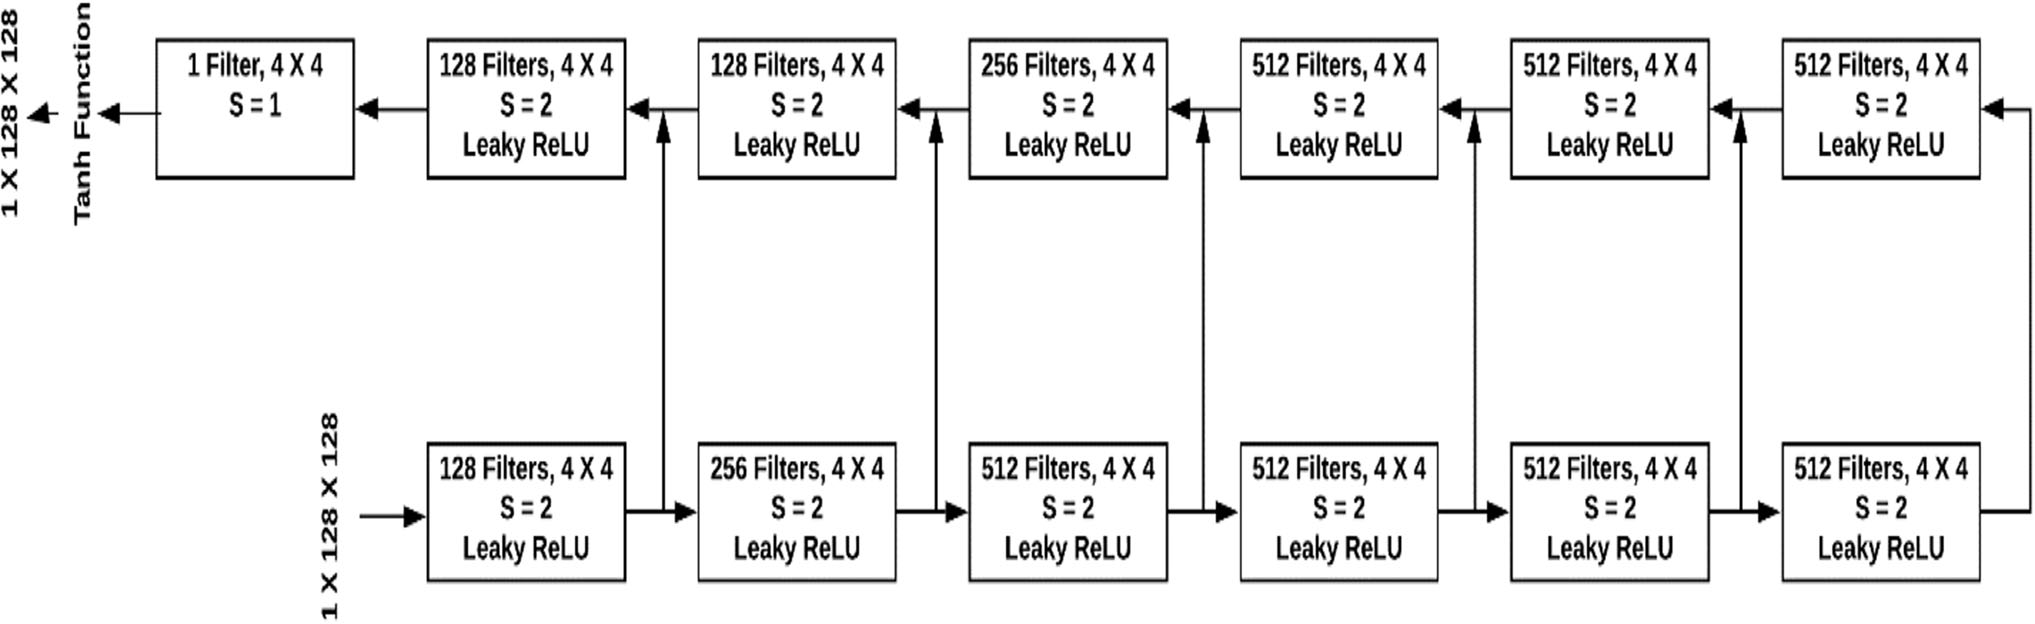 1 X 128 X 128
Tanh Function
1 Filter, 4 X 4
S = 1
128 Filters, 4 X 4
S = 2
Leaky ReLU
128 Filters, 4 X 4
S = 2
Leaky ReLU
256 Filters, 4 X 4
S = 2
Leaky ReLU
512 Filters, 4 X 4
S = 2
Leaky ReLU
512 Filters, 4 X 4
S = 2
Leaky ReLU
512 Filters, 4 X 4
S = 2
Leaky ReLU
1 X 128 X 128
128 Filters, 4 X 4
S = 2
Leaky ReLU
256 Filters, 4 X 4
S = 2
Leaky ReLU
512 Filters, 4 X 4
S = 2
Leaky ReLU
512 Filters, 4 X 4
S = 2
Leaky ReLU
512 Filters, 4 X 4
S = 2
Leaky ReLU
512 Filters, 4 X 4
S = 2
Leaky ReLU